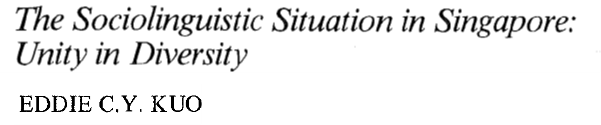 The Sociolinguistic Situation in Singapore:
Unity in Diversity
EDDIE C.Y. KUO